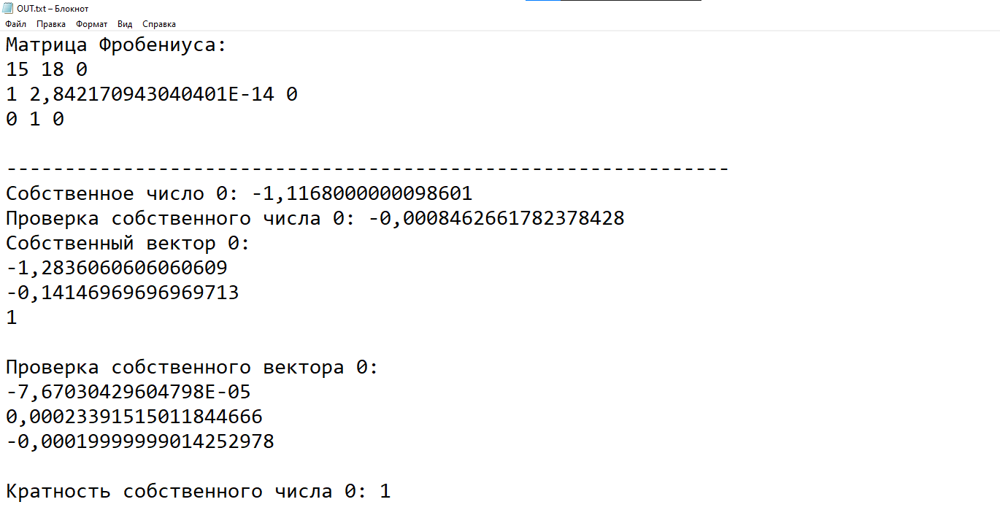 OUT.txt – Блокнот
Файл Правка Формат Вид Справка
Матрица Фробениуса:
15 18 0
1 2,842170943040401E-14 0
0 1 0
--------------------------------------------------------------
Собственное число 0: -1,1168000000098601
Проверка собственного числа 0: -0,0008462661782378428
Собственный вектор 0:
-1,2836060606060609
-0,14146969696969713
1
Проверка собственного вектора 0:
-7,67030429604798E-05
0,00023391515011844666
-0,00019999999014252978
Кратность собственного числа 0: 1